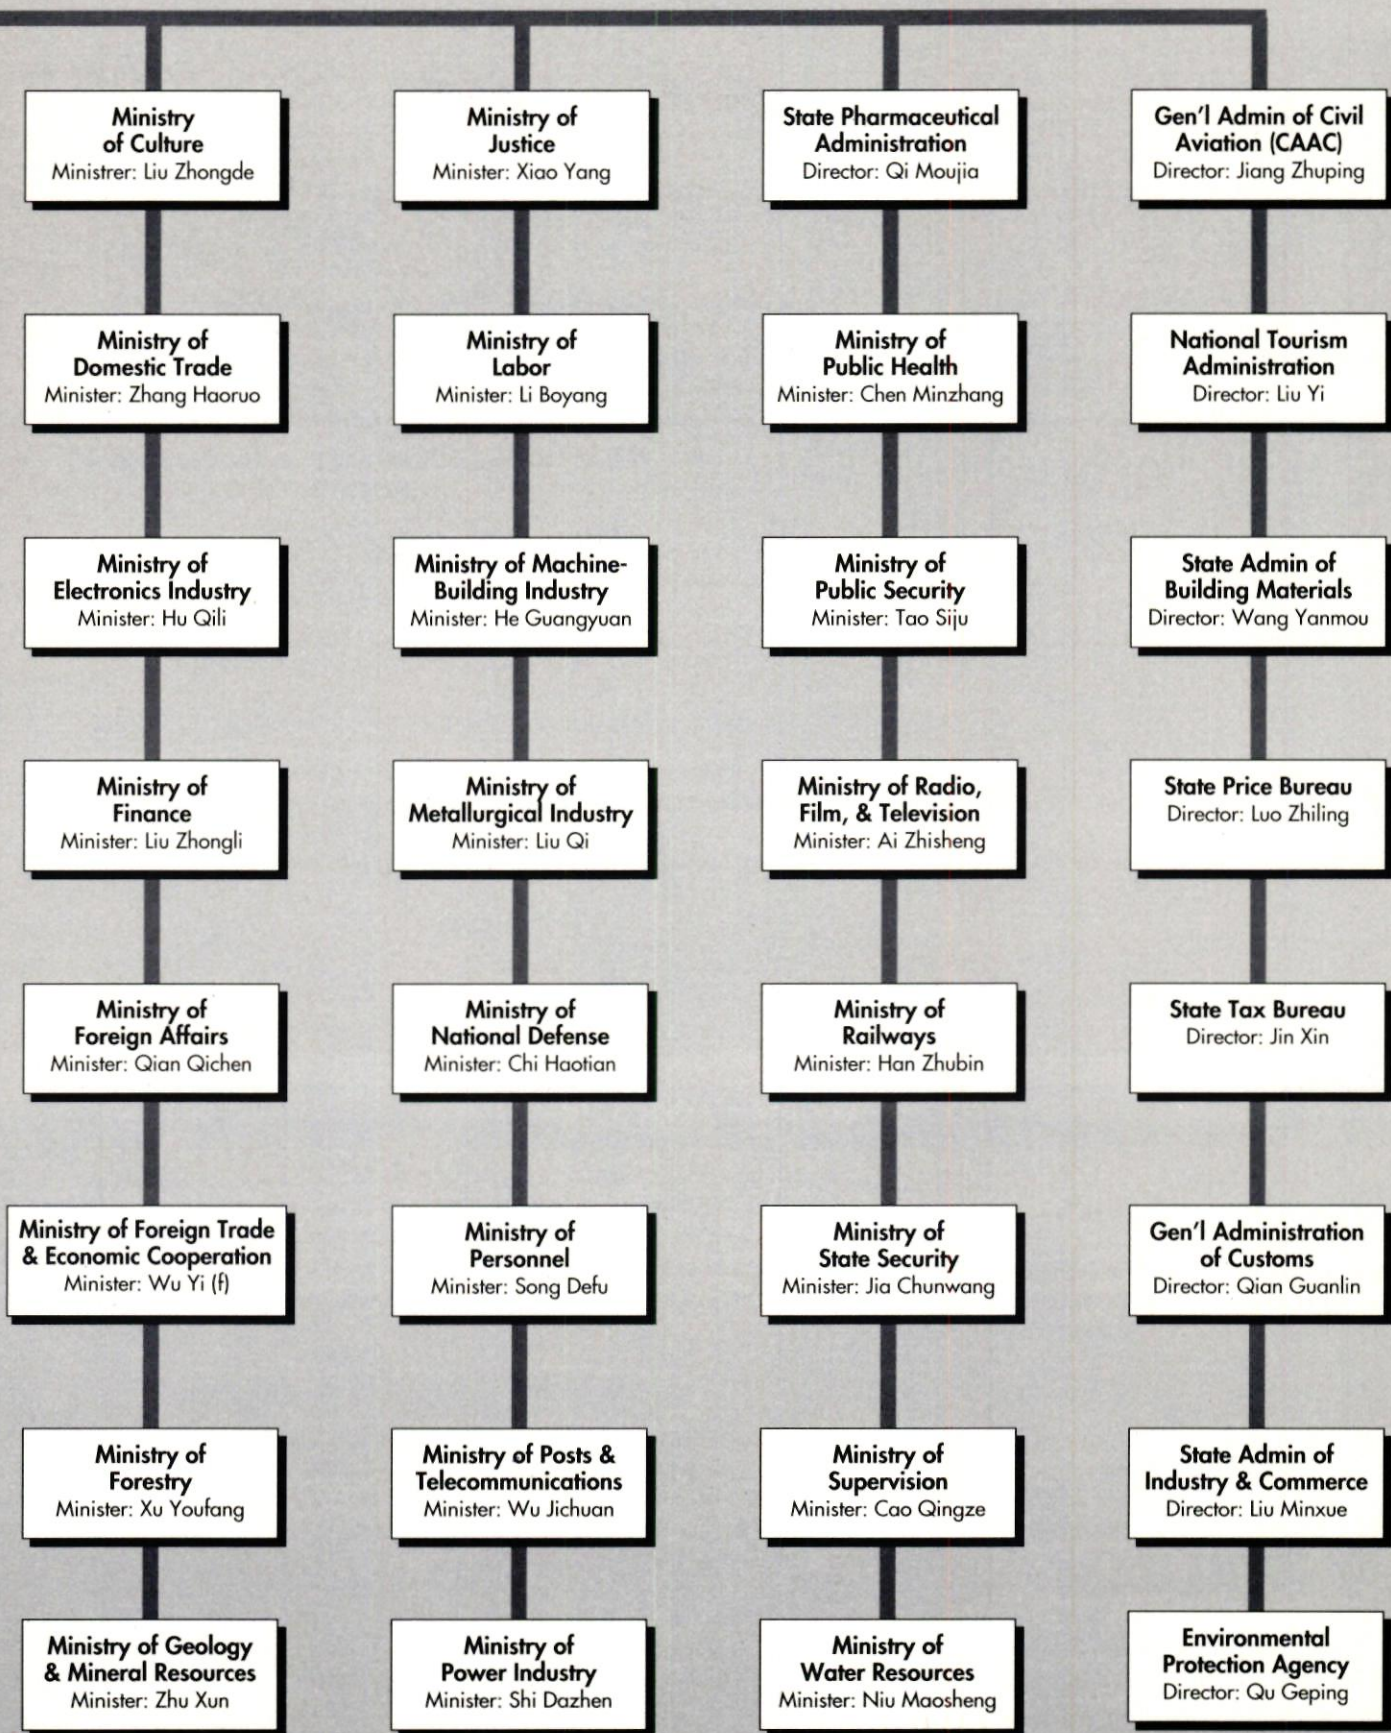 Ministry
of Culture
Ministrer: Liu Zhongde
Ministry of
Domestic Trade
Minister: Zhang Haoruo
Ministry of
Electronics Industry
Minister: Hu Qili
Ministry of
Finance
Minister: Liu Zhongli
Ministry of
Foreign Affairs
Minister: Qian Qichen
Ministry of Foreign Trade
& Economic Cooperation
Minister: Wu Yi (f)
Ministry of
Forestry
Minister: Xu Youfang
Ministry of Geology
& Mineral Resources
Minister: Zhu Xun
Ministry of
Justice
Minister: Xiao Yang
Ministry of
Labor
Minister: Li Boyang
Ministry of Machine-
Building Industry
Minister: He Guangyuan
Ministry of
Metallurgical Industry
Minister: Liu Qi
Ministry of
National Defense
Minister: Chi Haotian
Ministry of
Personnel
Minister: Song Defu
Ministry of Posts &
Telecommunications
Minister: Wu Jichuan
Ministry of
Power Industry
Minister: Shi Dazhen
State Pharmaceutical
Administration
Director: Qi Moujia
Ministry of
Public Health
Minister: Chen Minzhang
Ministry of
Public Security
Minister: Tao Siju
Ministry of Radio,
Film, & Television
Minister: Ai Zhisheng
Ministry of
Railways
Minister: Han Zhubin
Ministry of
State Security
Minister: Jia Chunwang
Ministry of
Supervision
Minister: Cao Qingze
Ministry of
Water Resources
Minister: Niu Maosheng
Gen'l Admin of Civil
Aviation (CAAC)
Director: Jiang Zhuping
National Tourism
Administration
Director: Liu Yi
State Admin of
Building Materials
Director: Wang Yanmou
State Price Bureau
Director: Luo Zhiling
State Tax Bureau
Director: Jin Xin
Gen'l Administration
of Customs
Director: Qian Guanlin
State Admin of
Industry & Commerce
Director: Liu Minxue
Environmental
Protection Agency
Director: Qu Geping